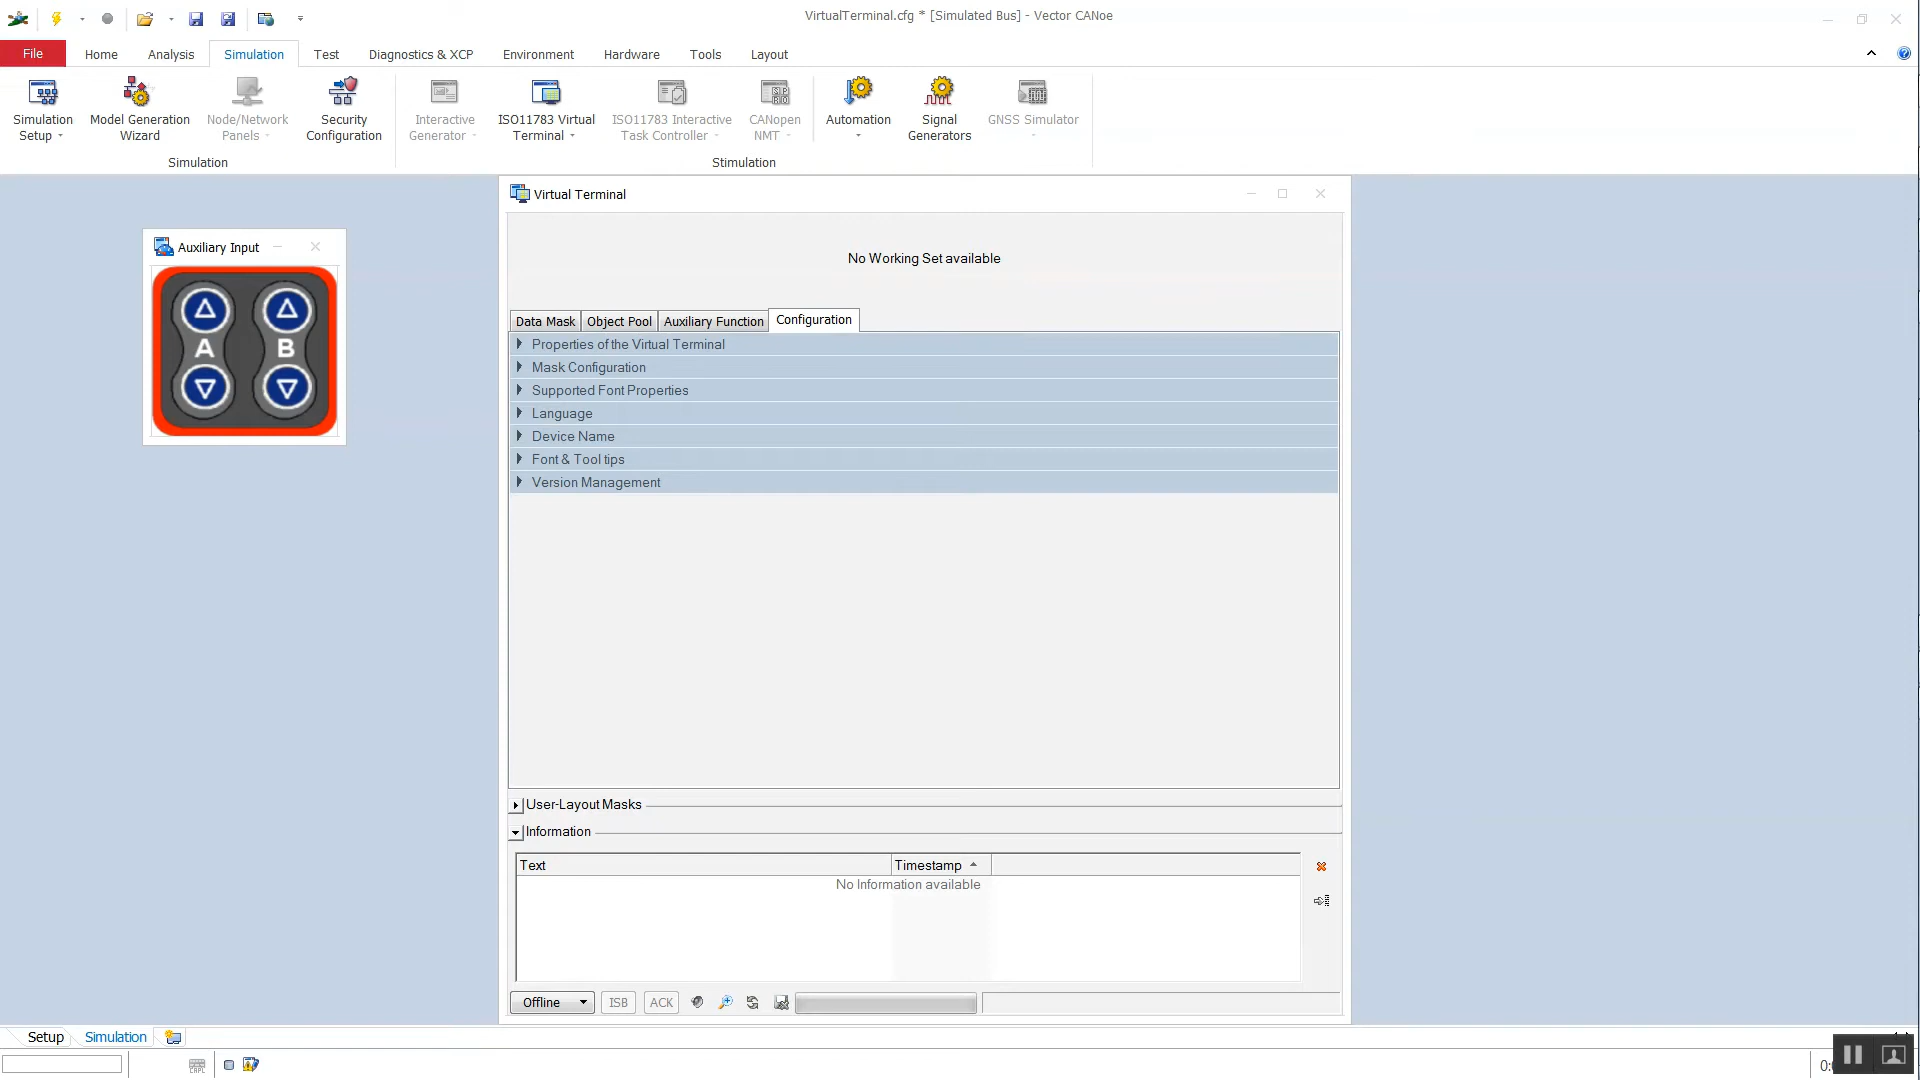 VirtualTerminal.cfg * [Simulated Bus] - Vector CANoe
File Home Analysis Simulation Test Diagnostics & XCP Environment Hardware Tools Layout
Simulation Setup
Model Generation Wizard
Node/Network Panels
Security Configuration
Interactive Generator
ISO11783 Virtual Terminal
ISO11783 Interactive Task Controller
CANopen NMT
Automation
Signal Generators
GNSS Simulator
Simulation
Stimulation
Auxiliary Input
A B
Virtual Terminal
No Working Set available
Data Mask Object Pool Auxiliary Function Configuration
Properties of the Virtual Terminal
Mask Configuration
Supported Font Properties
Language
Device Name
Font & Tool tips
Version Management
User-Layout Masks
Information
Text Timestamp
No Information available
Offline ISB ACK
Setup Simulation